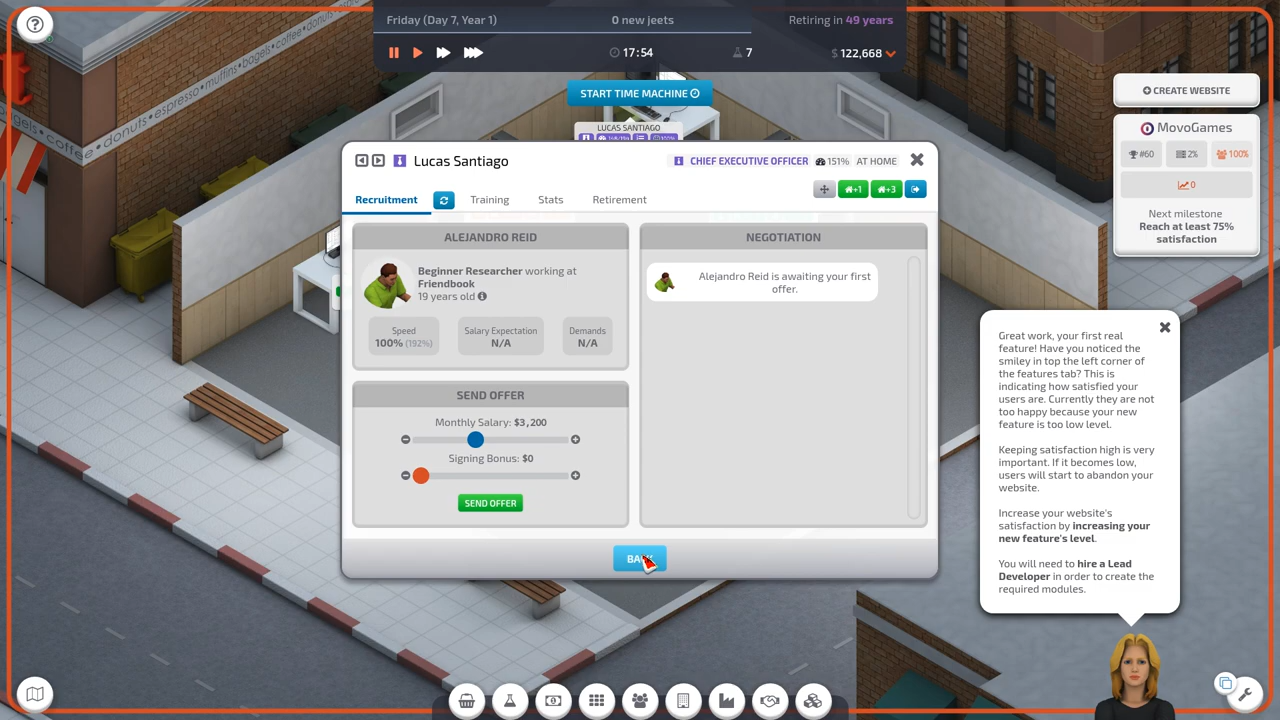 Friday (Day 7, Year 1)
0 new jeets
Retiring in 49 years
17:54
7
$ 122,668
START TIME MACHINE
LUCAS SANTIAGO
CREATE WEBSITE
MovoGames
#60
2%
100%
0
Next milestone
Reach at least 75%
satisfaction
Lucas Santiago
CHIEF EXECUTIVE OFFICER
151%
AT HOME
+1
+3
Recruitment
Training
Stats
Retirement
ALEJANDRO REID
Beginner Researcher working at
Friendbook
19 years old
Speed
100% (192%)
Salary Expectation
N/A
Demands
N/A
SEND OFFER
Monthly Salary: $3,200
Signing Bonus: $0
SEND OFFER
NEGOTIATION
Alejandro Reid is awaiting your first
offer.
Great work, your first real
feature! Have you noticed the
smiley in top the left corner of
the features tab? This is
indicating how satisfied your
users are. Currently they are not
too happy because your new
feature is too low level.
Keeping satisfaction high is very
important. If it becomes low,
users will start to abandon your
website.
Increase your website's
satisfaction by increasing your
new feature's level.
You will need to hire a Lead
Developer in order to create the
required modules.
bagels • coffee • donuts • espresso • muffins • bagels • coffee • donuts